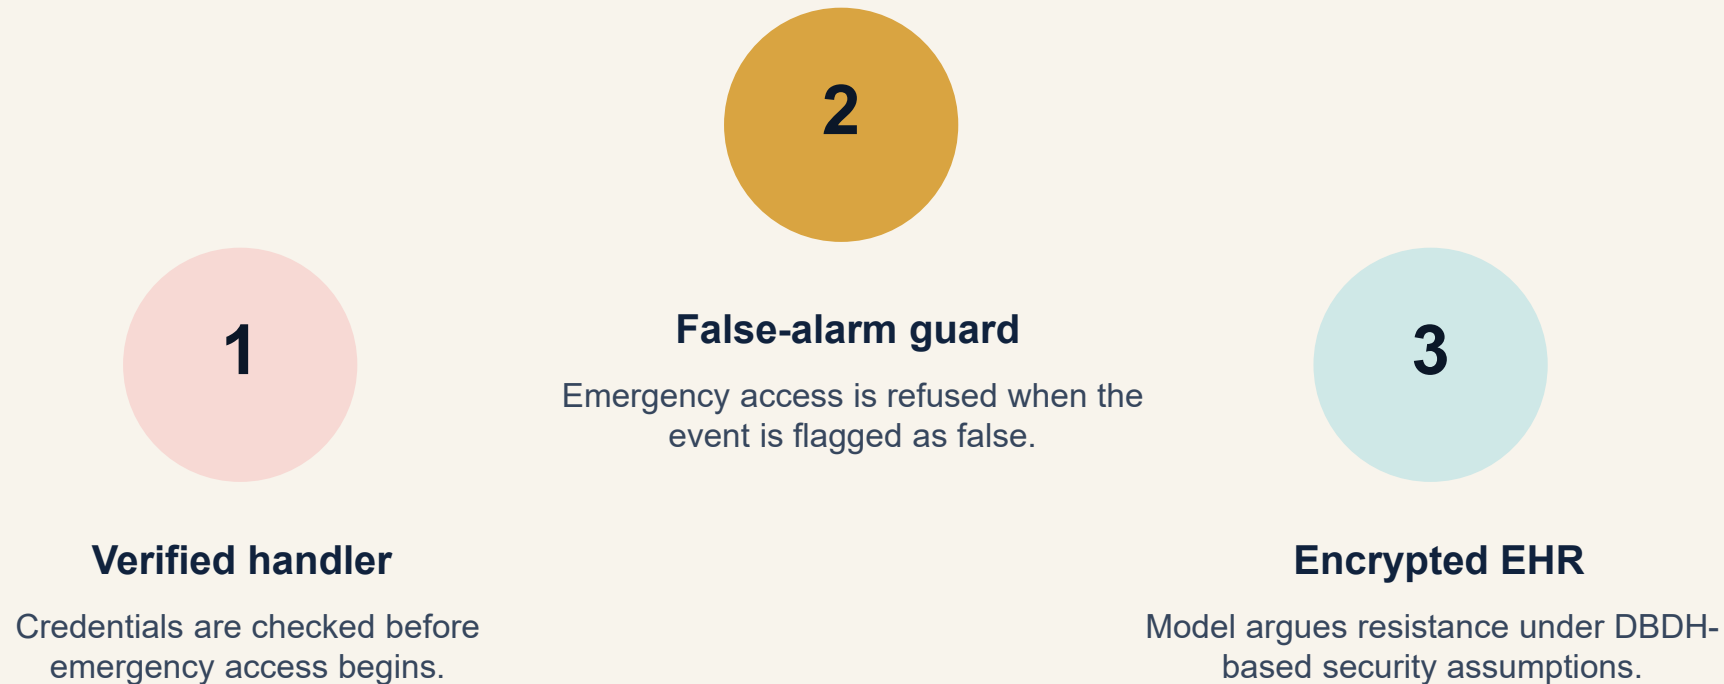 1
Verified handler
Credentials are checked before
emergency access begins.
2
False-alarm guard
Emergency access is refused when the
event is flagged as false.
3
Encrypted EHR
Model argues resistance under DBDH-
based security assumptions.